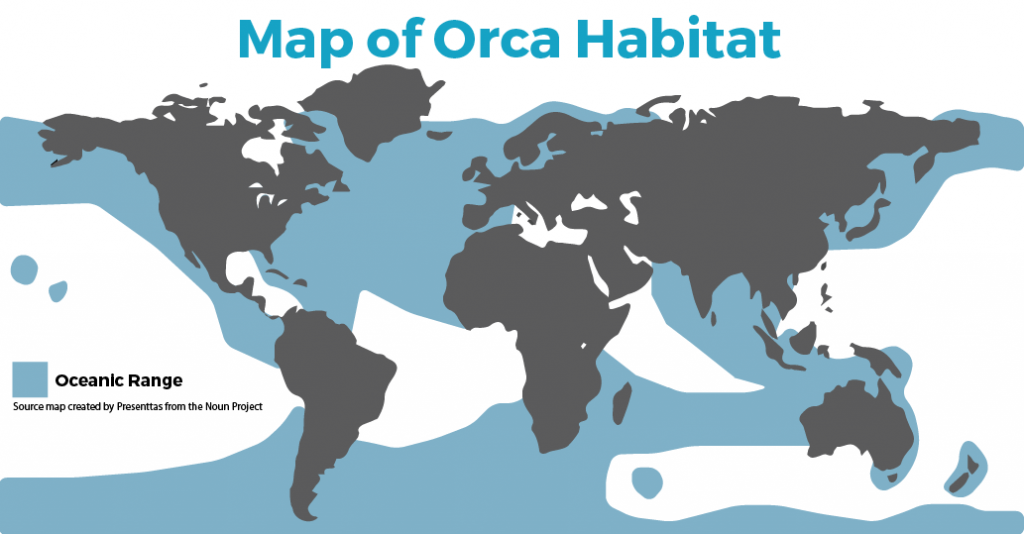 Map of Orca Habitat
Oceanic Range
Source map created by Presenttas from the Noun Project